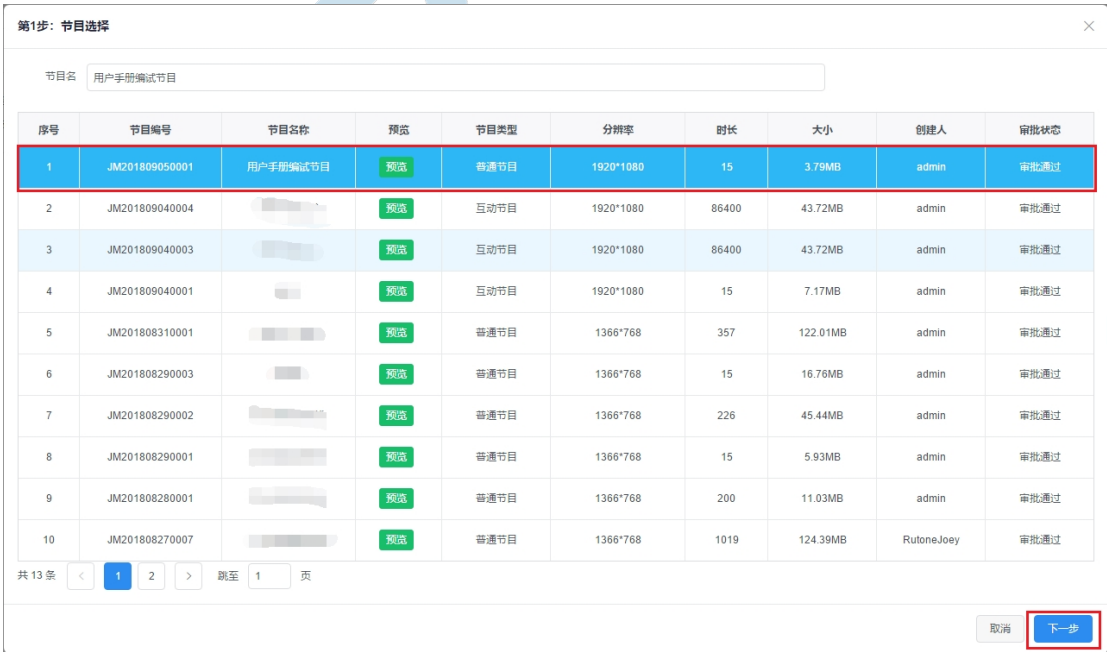 第1步：节目选择
节目名 用户手册编试节目
序号 节目编号 节目名称 预览 节目类型 分辨率 时长 大小 创建人 审批状态
1 JM201809050001 用户手册编试节目 预览 普通节目 1920*1080 15 3.79MB admin 审批通过
2 JM201809040004 预览 互动节目 1920*1080 86400 43.72MB admin 审批通过
3 JM201809040003 预览 互动节目 1920*1080 86400 43.72MB admin 审批通过
4 JM201809040001 预览 互动节目 1920*1080 15 7.17MB admin 审批通过
5 JM201808310001 预览 普通节目 1366*768 357 122.01MB admin 审批通过
6 JM201808290003 预览 普通节目 1366*768 15 16.76MB admin 审批通过
7 JM201808290002 预览 普通节目 1366*768 226 45.44MB admin 审批通过
8 JM201808290001 预览 普通节目 1366*768 15 5.93MB admin 审批通过
9 JM201808280001 预览 普通节目 1366*768 200 11.03MB admin 审批通过
10 JM201808270007 预览 普通节目 1366*768 1019 124.39MB RutoneJoey 审批通过
共 13 条 < 1 2 > 跳至 1 页
取消 下一步